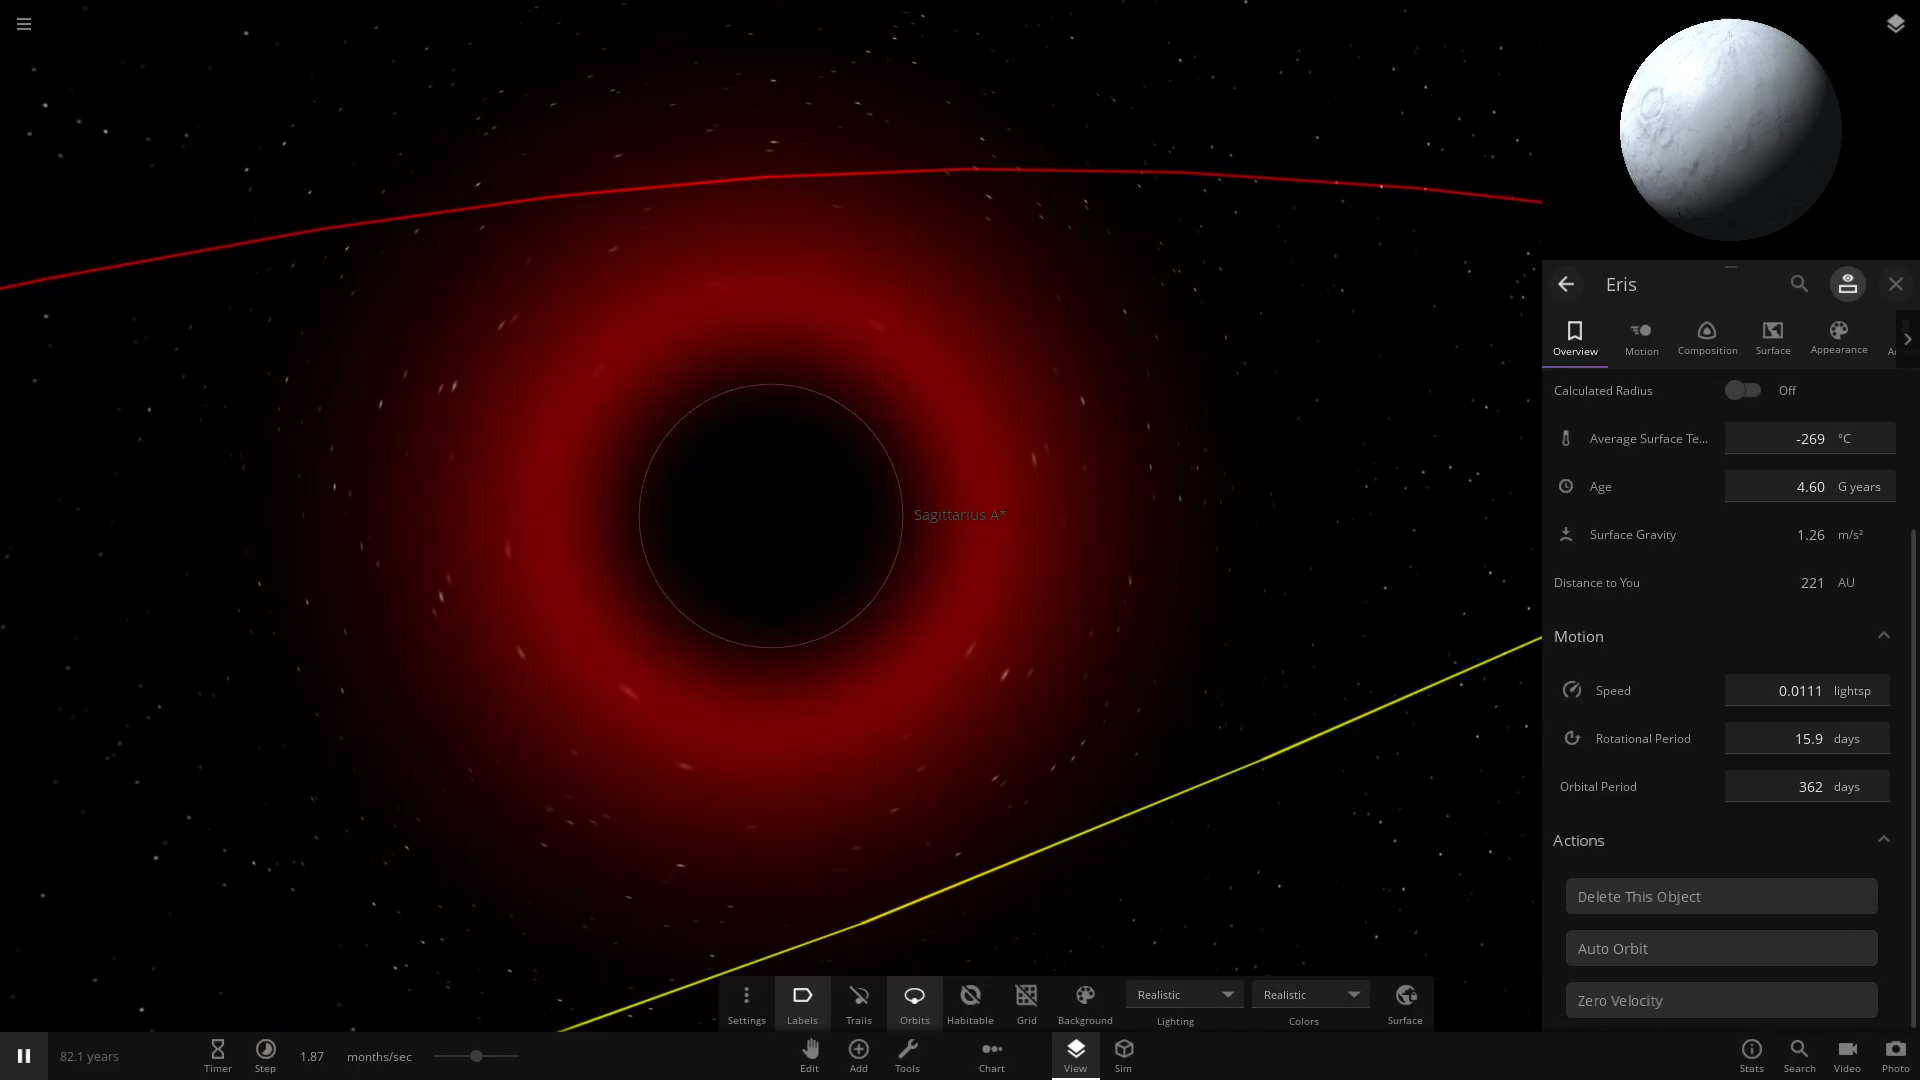 Eris
Overview
Motion
Composition
Surface
Appearance
Calculated Radius Off
Average Surface Te... -269 °C
Age 4.60 G years
Surface Gravity 1.26 m/s²
Distance to You 221 AU
Motion
Speed 0.0111 lightsp
Rotational Period 15.9 days
Orbital Period 362 days
Actions
Delete This Object
Auto Orbit
Zero Velocity
Sagittarius A*
Settings
Labels
Trails
Orbits
Habitable
Grid
Background
Realistic
Lighting
Realistic
Colors
Surface
82.1 years
Timer
Step
1.87 months/sec
Edit
Add
Tools
Chart
View
Sim
Stats
Search
Video
Photo